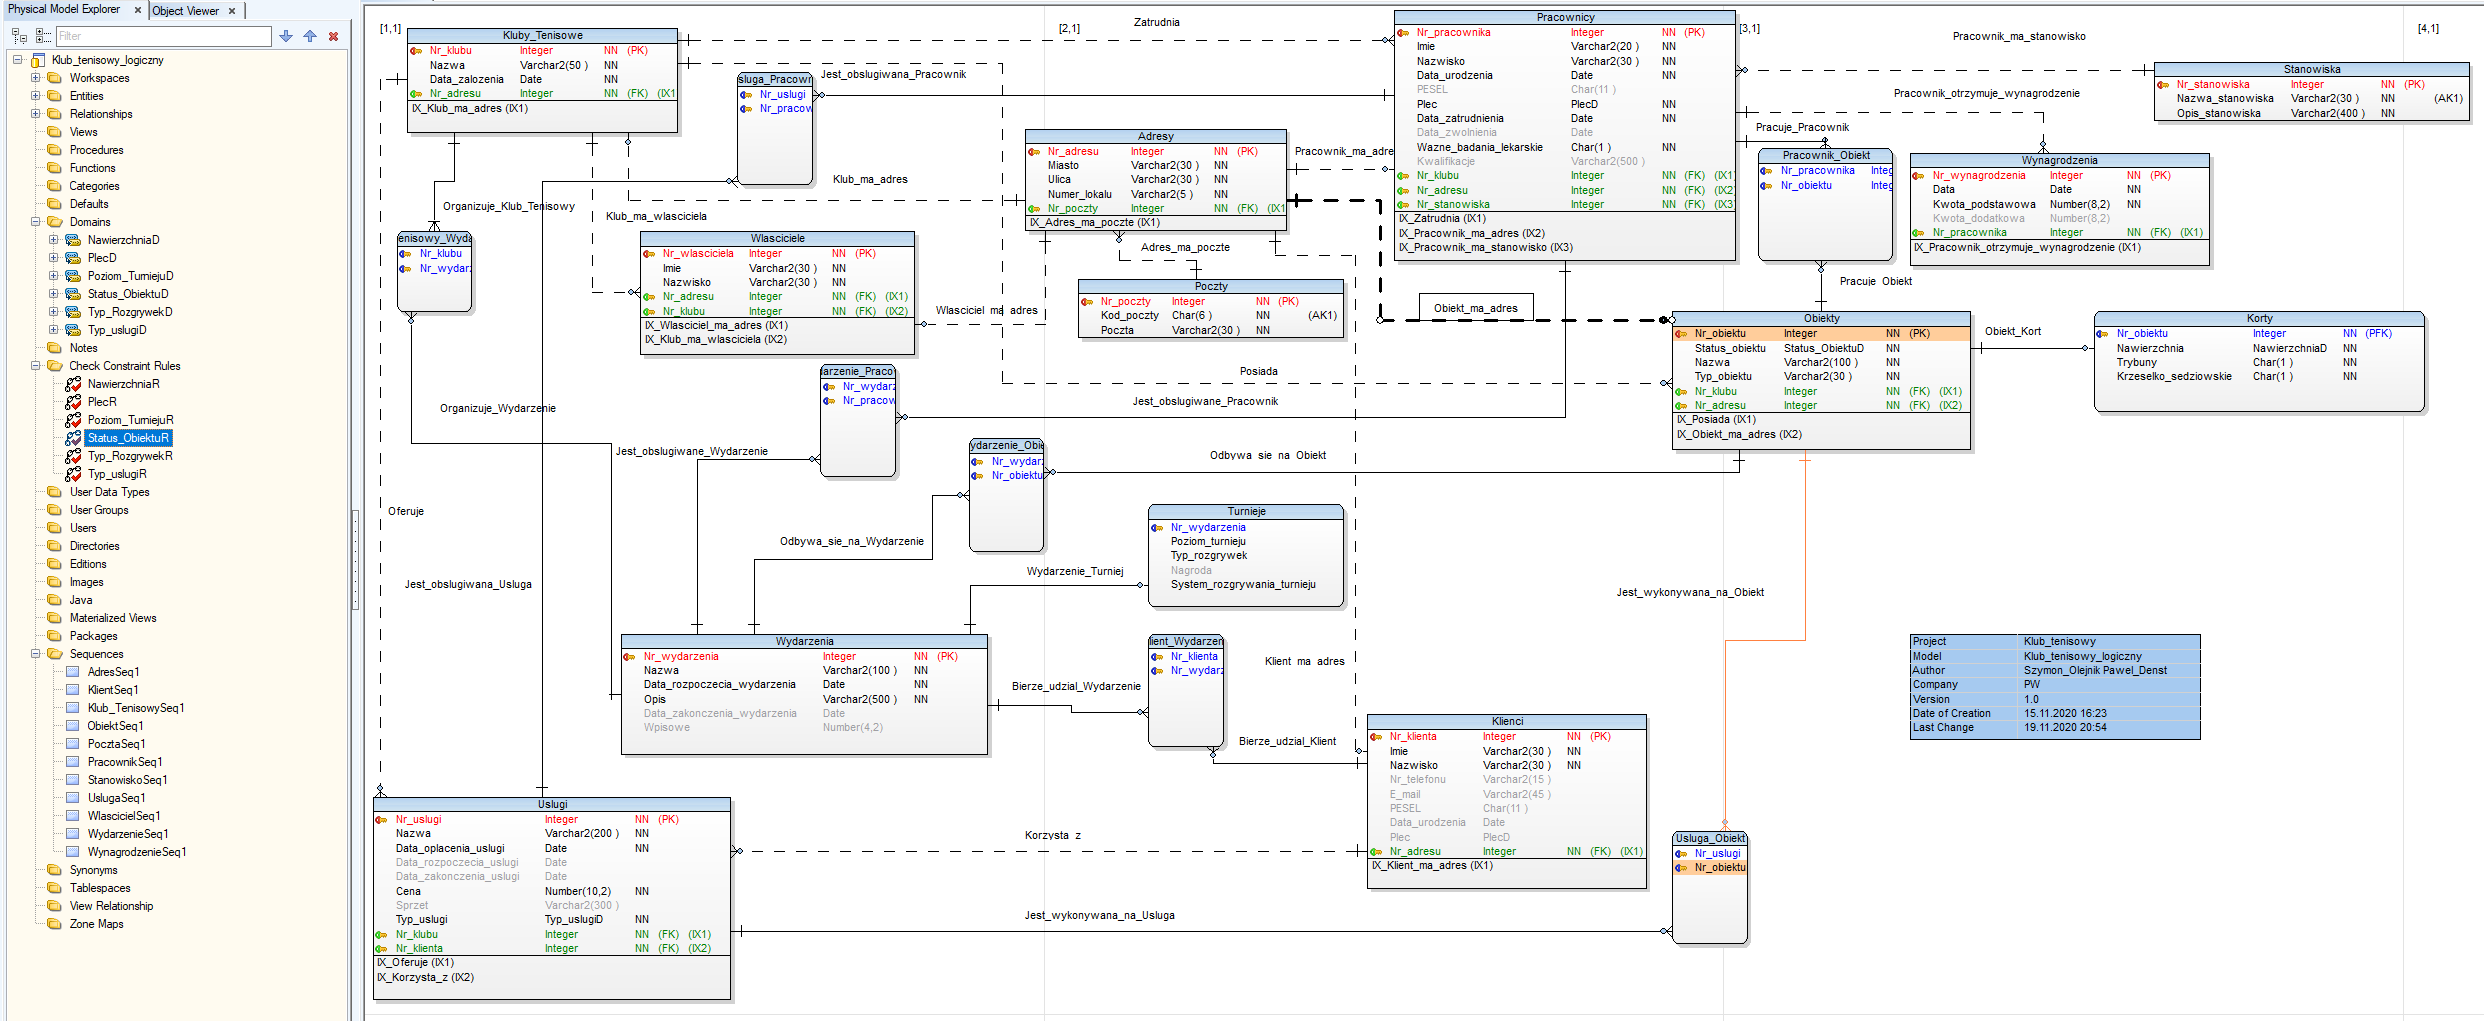 Physical Model Explorer
Object Viewer
Filter
Klub_tenisowy_logiczny
Workspaces
Entities
Relationships
Views
Procedures
Functions
Categories
Defaults
Domains
NawierzchniaD
PlecD
Poziom_TurniejuD
Status_ObiektuD
Typ_RozgrywekD
Typ_uslugiD
Notes
Check Constraint Rules
NawierzchniaR
PlecR
Poziom_TurniejuR
Status_ObiektuR
Typ_RozgrywekR
Typ_uslugiR
User Data Types
User Groups
Users
Directories
Editions
Images
Java
Materialized Views
Packages
Sequences
AdresSeq1
KlientSeq1
Klub_TenisowySeq1
ObiektSeq1
PocztaSeq1
PracownikSeq1
StanowiskoSeq1
UslugaSeq1
WlascicielSeq1
WydarzenieSeq1
WynagrodzenieSeq1
Synonyms
Tablespaces
View Relationship
Zone Maps
[1,1]
[2,1]
[3,1]
[4,1]
Kluby_Tenisowe
Nr_klubu Integer NN (PK)
Nazwa Varchar2(50 ) NN
Data_zalozenia Date NN
Nr_adresu Integer NN (FK) (IX1
IX_Klub_ma_adres (IX1)
Zatrudnia
sluga_Pracowr
Nr_uslugi
Nr_pracow
Jest_obslugiwana_Pracownik
Pracownicy
Nr_pracownika Integer NN (PK)
Imie Varchar2(20 ) NN
Nazwisko Varchar2(30 ) NN
Data_urodzenia Date NN
PESEL Char(11 )
Plec PlecD NN
Data_zatrudnienia Date NN
Data_zwolnienia Date
Wazne_badania_lekarskie Char(1 ) NN
Kwalifikacje Varchar2(500 )
Nr_klubu Integer NN (FK) (IX1
Nr_adresu Integer NN (FK) (IX2
Nr_stanowiska Integer NN (FK) (IX3
IX_Zatrudnia (IX1)
IX_Pracownik_ma_adres (IX2)
IX_Pracownik_ma_stanowisko (IX3)
Pracownik_ma_stanowisko
Stanowiska
Nr_stanowiska Integer NN (PK)
Nazwa_stanowiska Varchar2(30 ) NN (AK1)
Opis_stanowiska Varchar2(400 ) NN
Pracownik_otrzymuje_wynagrodzenie
Pracuje_Pracownik
Pracownik_Obiekt
Nr_pracownika Integ
Nr_obiektu Integ
Wynagrodzenia
Nr_wynagrodzenia Integer NN (PK)
Data Date NN
Kwota_podstawowa Number(8,2) NN
Kwota_dodatkowa Number(8,2)
Nr_pracownika Integer NN (FK) (IX1)
IX_Pracownik_otrzymuje_wynagrodzenie (IX1)
Adresy
Nr_adresu Integer NN (PK)
Miasto Varchar2(30 ) NN
Ulica Varchar2(30 ) NN
Numer_lokalu Varchar2(5 ) NN
Nr_poczty Integer NN (FK) (IX1
IX_Adres_ma_poczte (IX1)
Pracownik_ma_adre
Klub_ma_adres
Organizuje_Klub_Tenisowy
Klub_ma_wlasciciela
enisowy_Wyda
Nr_klubu
Nr_wydarz
Wlasciciele
Nr_wlasciciela Integer NN (PK)
Imie Varchar2(30 ) NN
Nazwisko Varchar2(30 ) NN
Nr_adresu Integer NN (FK) (IX1)
Nr_klubu Integer NN (FK) (IX2)
IX_Wlasciciel_ma_adres (IX1)
IX_Klub_ma_wlasciciela (IX2)
Adres_ma_poczte
Poczty
Nr_poczty Integer NN (PK)
Kod_poczty Char(6 ) NN (AK1)
Poczta Varchar2(30 ) NN
Wlasciciel_ma_adres
Obiekt_ma_adres
Pracuje_Obiekt
Obiekty
Nr_obiektu Integer NN (PK)
Status_obiektu Status_ObiektuD NN
Nazwa Varchar2(100 ) NN
Typ_obiektu Varchar2(30 ) NN
Nr_klubu Integer NN (FK) (IX1)
Nr_adresu Integer NN (FK) (IX2)
IX_Posiada (IX1)
IX_Obiekt_ma_adres (IX2)
Obiekt_Kort
Korty
Nr_obiektu Integer NN (PFK)
Nawierzchnia NawierzchniaD NN
Trybuny Char(1 ) NN
Krzeselko_sedziowskie Char(1 ) NN
Posiada
arzenie_Praco
Nr_wydarz
Nr_pracow
Jest_obslugiwane_Pracownik
Organizuje_Wydarzenie
Jest_obslugiwane_Wydarzenie
ydarzenie_Obie
Nr_wydarz
Nr_obiektu
Odbywa_sie_na_Obiekt
Oferuje
Odbywa_sie_na_Wydarzenie
Turnieje
Nr_wydarzenia
Poziom_turnieju
Typ_rozgrywek
Nagroda
System_rozgrywania_turnieju
Wydarzenie_Turniej
Jest_obslugiwana_Usluga
Jest_wykonywana_na_Obiekt
Wydarzenia
Nr_wydarzenia Integer NN (PK)
Nazwa Varchar2(100 ) NN
Data_rozpoczecia_wydarzenia Date NN
Opis Varchar2(500 ) NN
Data_zakonczenia_wydarzenia Date
Wpisowe Number(4,2)
lient_Wydarzen
Nr_klienta
Nr_wydarz
Klient_ma_adres
Bierze_udzial_Wydarzenie
Bierze_udzial_Klient
Project Klub_tenisowy
Model Klub_tenisowy_logiczny
Author Szymon_Olejnik Pawel_Denst
Company PW
Version 1.0
Date of Creation 15.11.2020 16:23
Last Change 19.11.2020 20:54
Klienci
Nr_klienta Integer NN (PK)
Imie Varchar2(30 ) NN
Nazwisko Varchar2(30 ) NN
Nr_telefonu Varchar2(15 )
E_mail Varchar2(45 )
PESEL Char(11 )
Data_urodzenia Date
Plec PlecD
Nr_adresu Integer NN (FK) (IX1)
IX_Klient_ma_adres (IX1)
Uslugi
Nr_uslugi Integer NN (PK)
Nazwa Varchar2(200 ) NN
Data_oplacenia_uslugi Date NN
Data_rozpoczecia_uslugi Date
Data_zakonczenia_uslugi Date
Cena Number(10,2) NN
Sprzet Varchar2(300 )
Typ_uslugi Typ_uslugiD NN
Nr_klubu Integer NN (FK) (IX1)
Nr_klienta Integer NN (FK) (IX2)
IX_Oferuje (IX1)
IX_Korzysta_z (IX2)
Korzysta_z
Usluga_Obiekt
Nr_uslugi
Nr_obiektu
Jest_wykonywana_na_Usluga